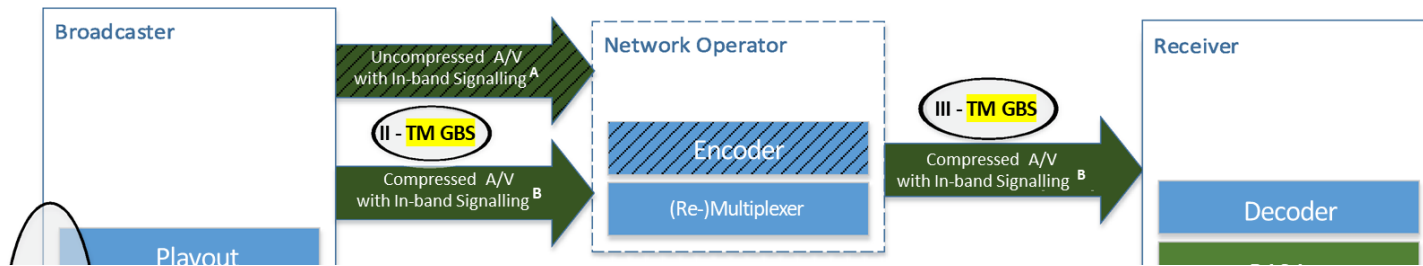 Broadcaster
Uncompressed A/V
with In-band Signalling A
II - TM GBS
Compressed A/V
with In-band Signalling B
Playout
Network Operator
Encoder
(Re-)Multiplexer
III - TM GBS
Compressed A/V
with In-band Signalling B
Receiver
Decoder